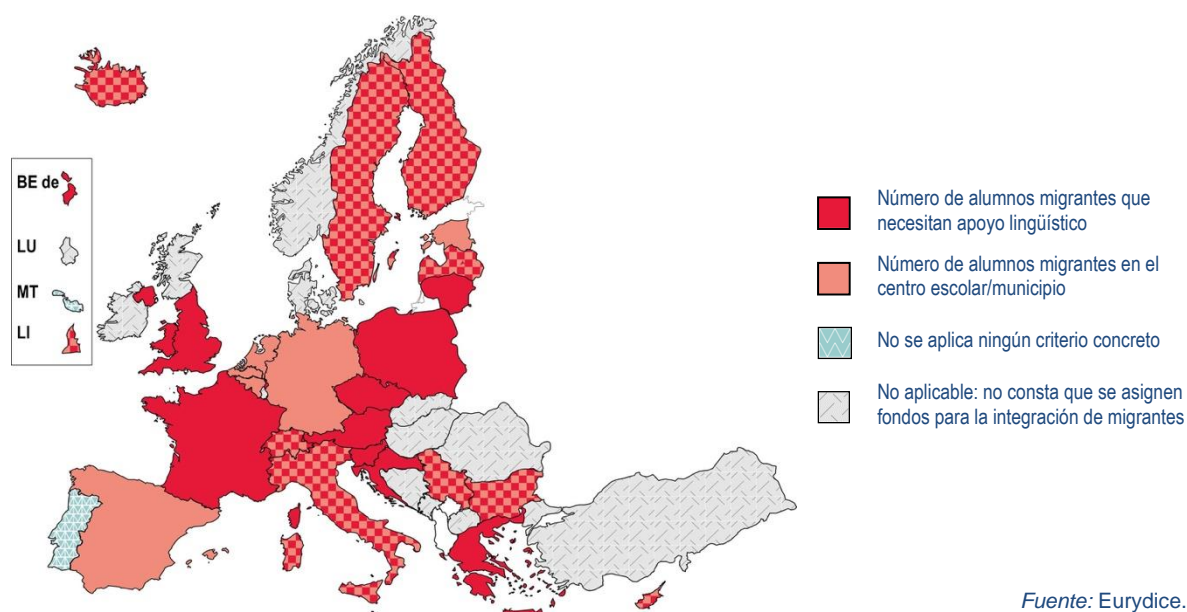 BE de
LU
MT
LI
Número de alumnos migrantes que
necesitan apoyo lingüístico
Número de alumnos migrantes en el
centro escolar/municipio
No se aplica ningún criterio concreto
No aplicable: no consta que se asignen
fondos para la integración de migrantes
Fuente: Eurydice.